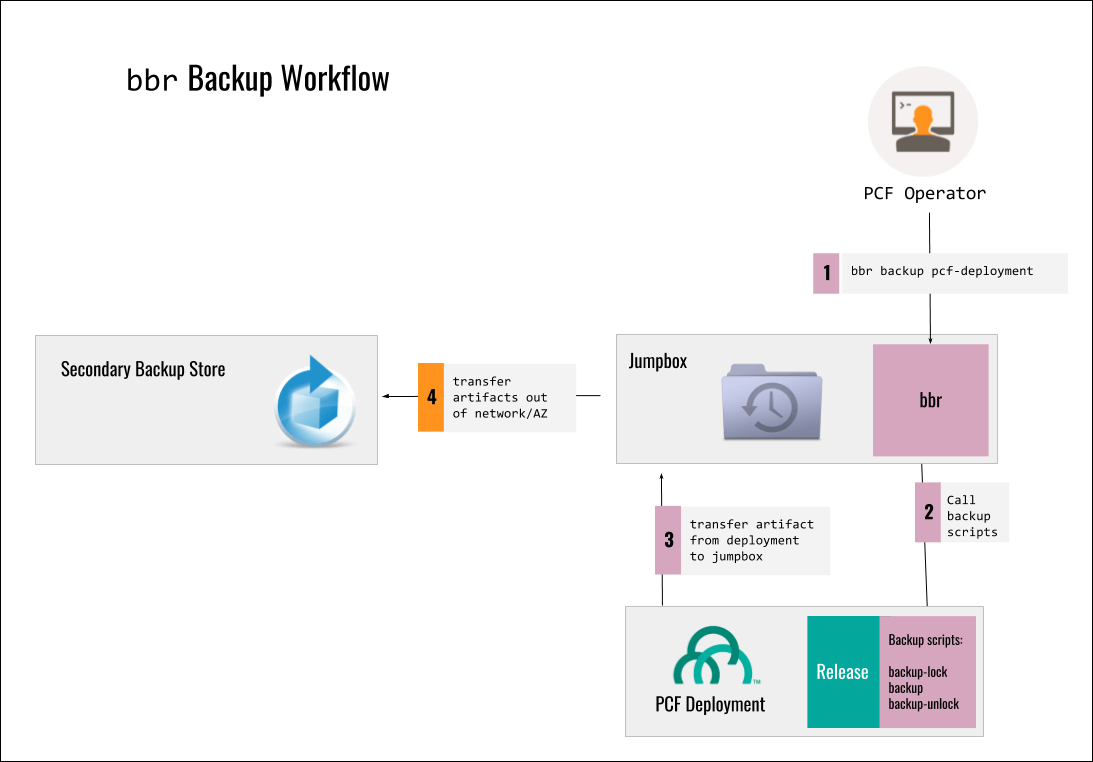 bbr Backup Workflow
>-
PCF Operator
1
bbr backup pcf-deployment
Secondary Backup Store
4
transfer
artifacts out
of network/AZ
Jumpbox
bbr
2
Call
backup
scripts
3
transfer artifact
from deployment
to jumpbox
PCF Deployment
TM
Release
Backup scripts:
backup-lock
backup
backup-unlock